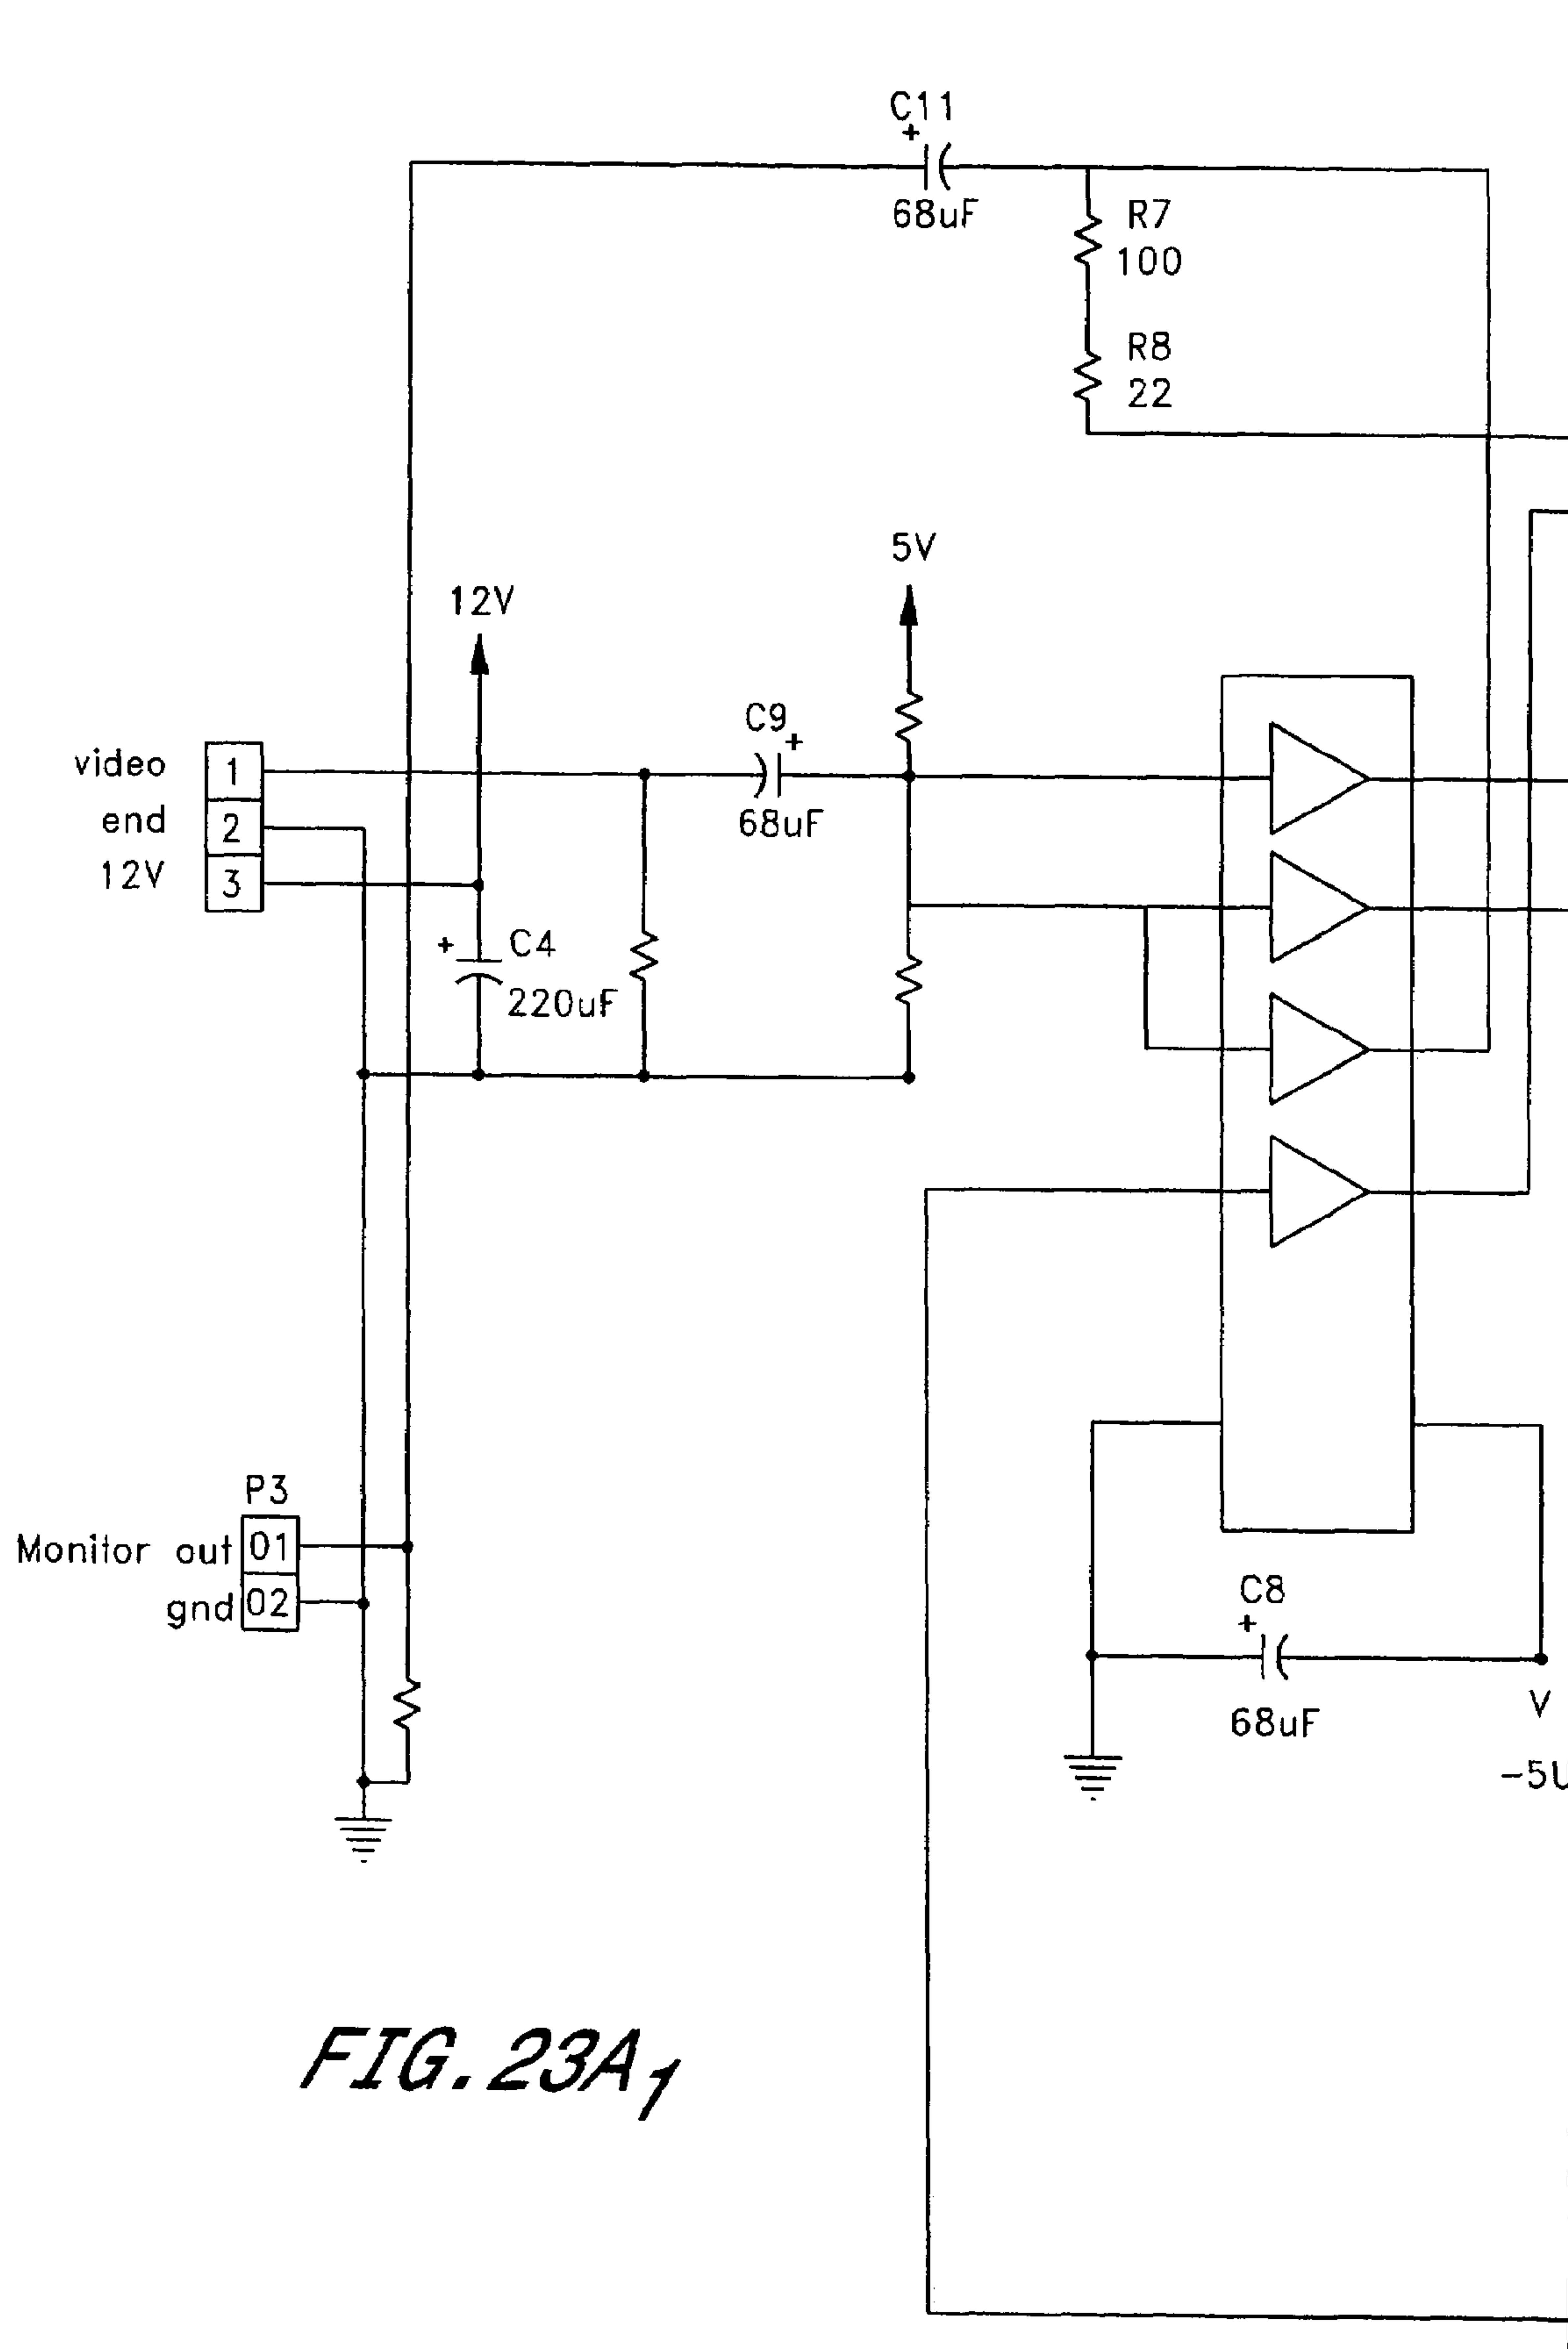 C11
+
68uF
R7
100
R8
22
5V
12V
C9
+
68uF
video 1
end 2
12V 3
+ C4
220uF
P3
Monitor out 01
gnd 02
C8
+
68uF
V
-5U
FIG. 23A1